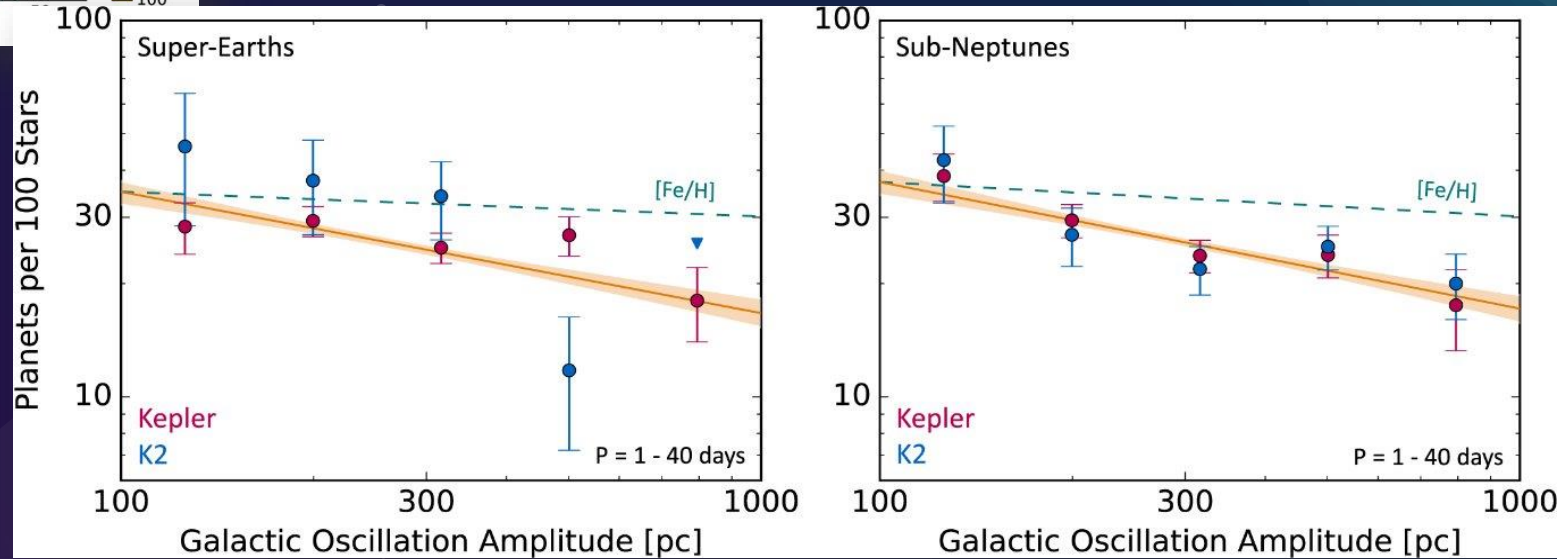 100
Super-Earths
[Fe/H]
30
10
Kepler
K2
P = 1 - 40 days
100
300
1000
Planets per 100 Stars
Galactic Oscillation Amplitude [pc]
100
Sub-Neptunes
[Fe/H]
30
10
Kepler
K2
P = 1 - 40 days
100
300
1000
Galactic Oscillation Amplitude [pc]